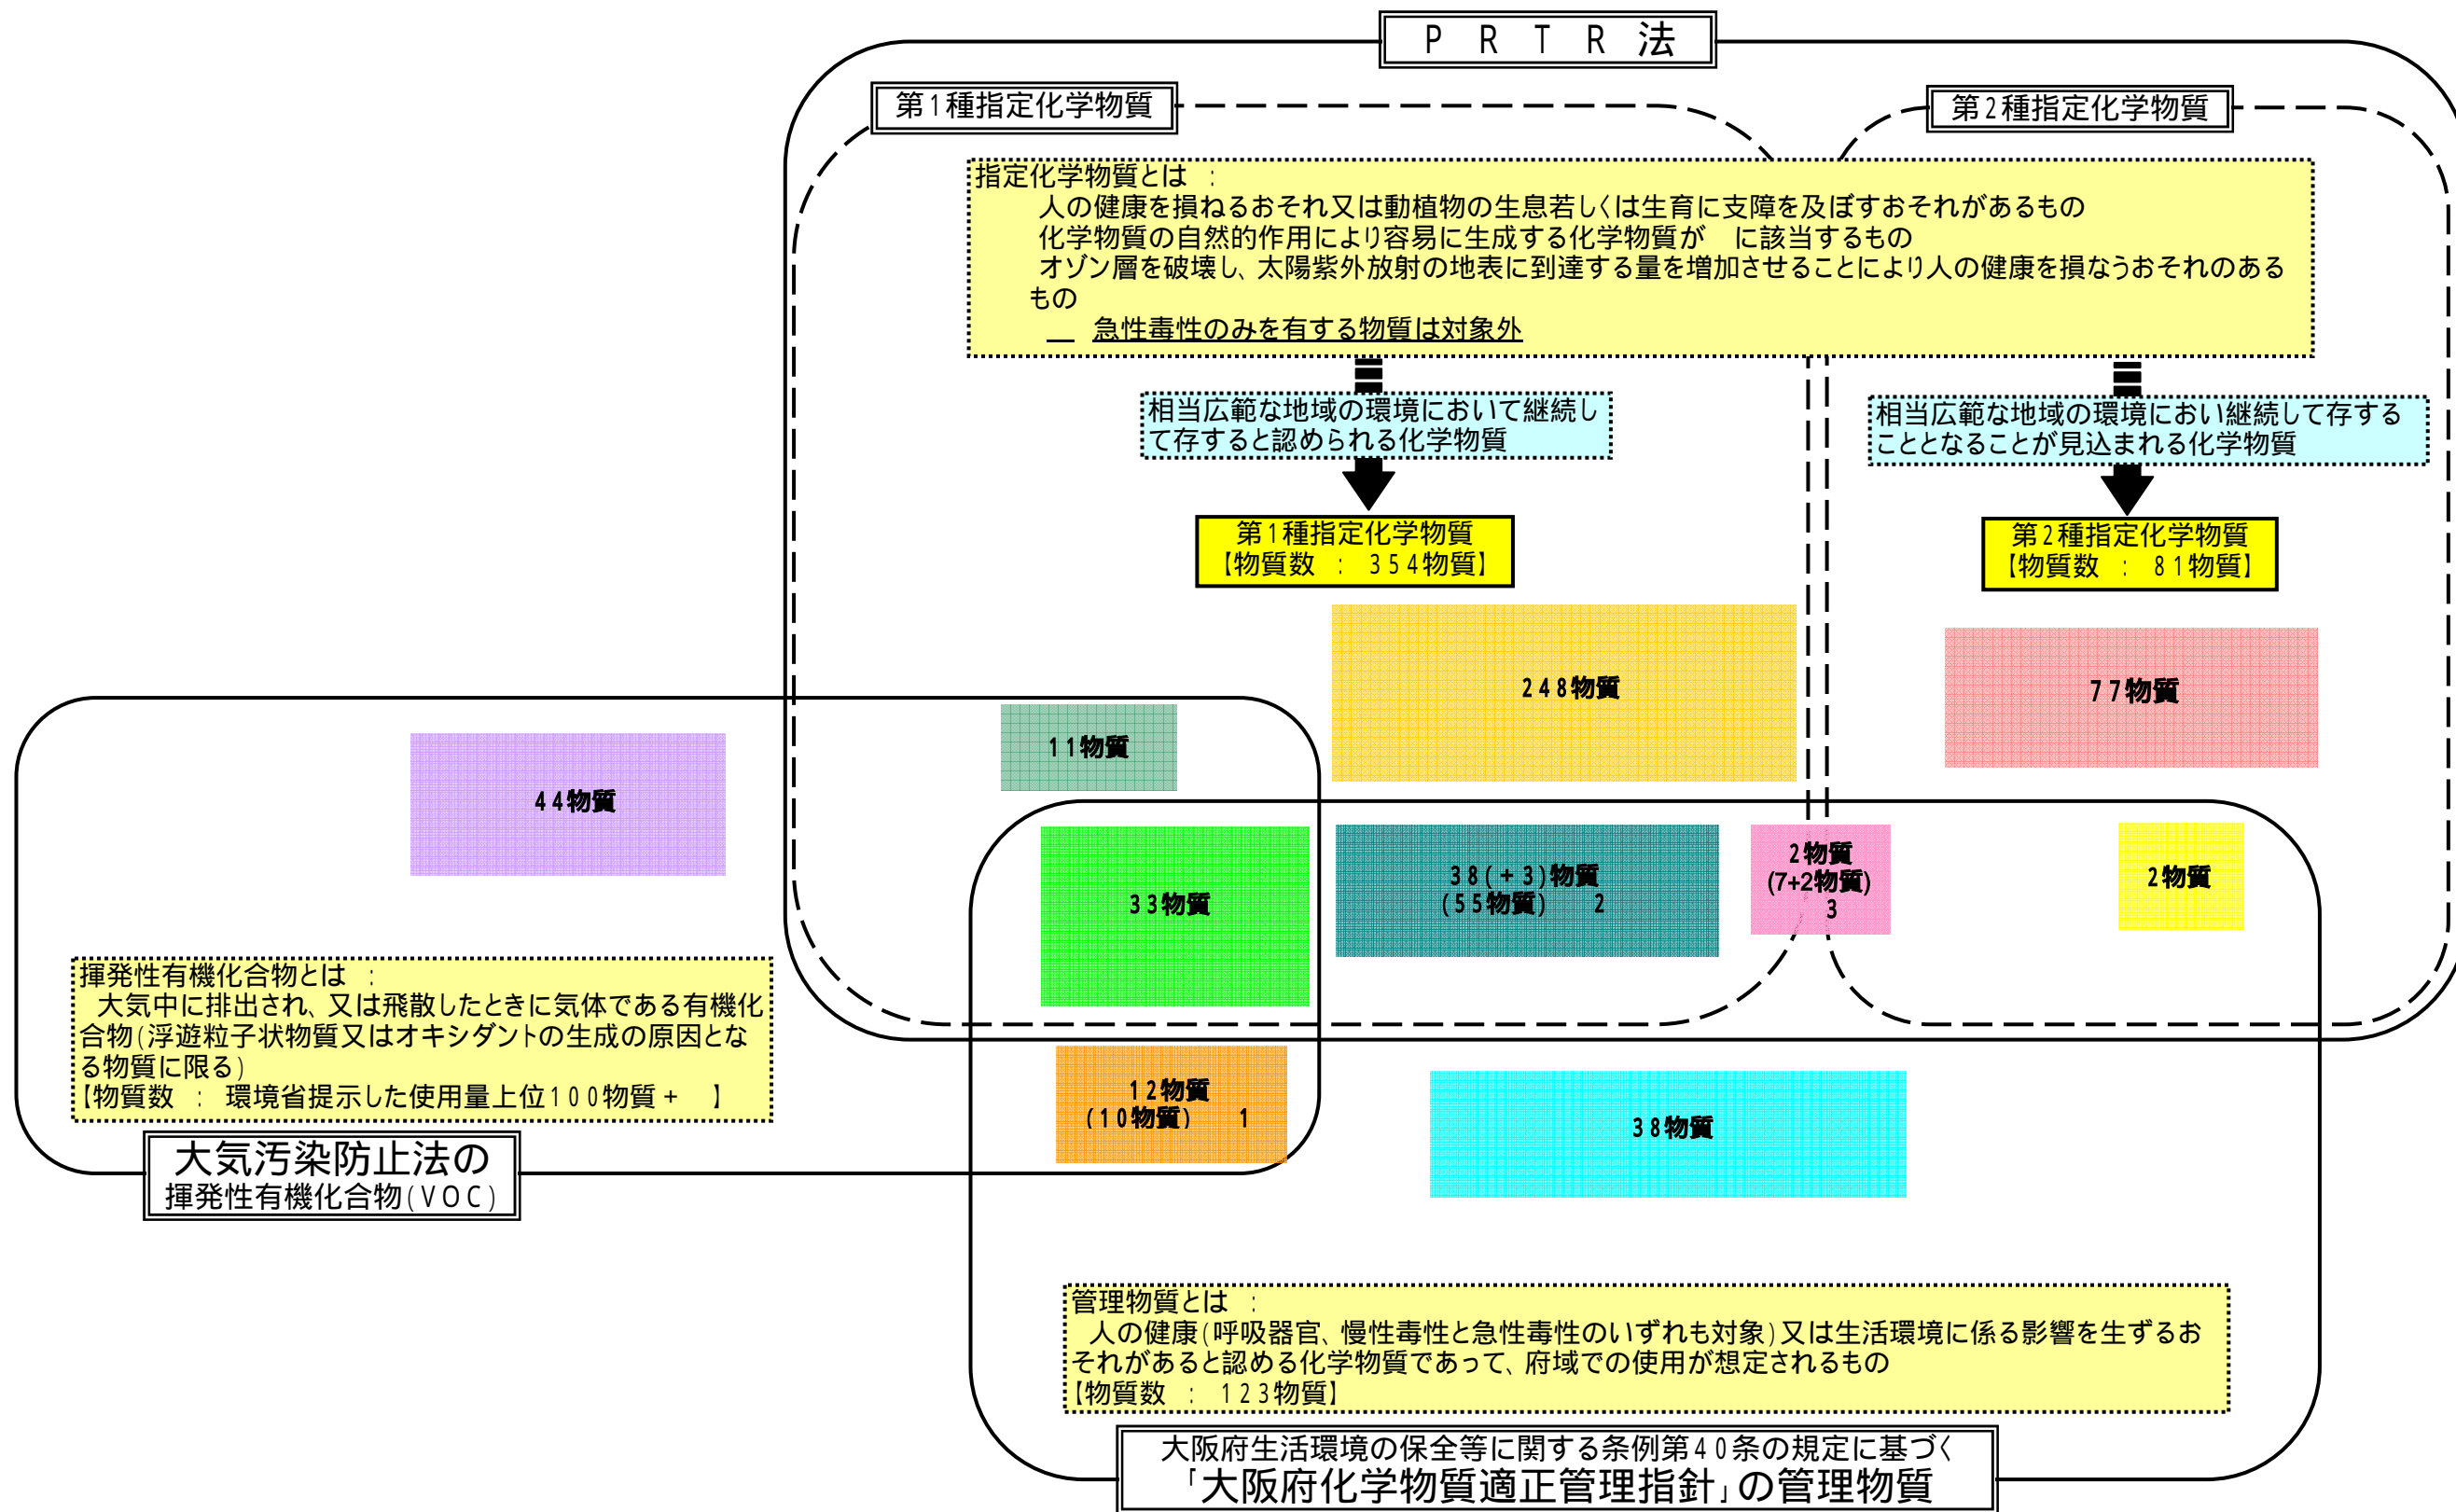 ＰＲＴＲ法
第１種指定化学物質
第２種指定化学物質
指定化学物質とは ：
人の健康を損ねるおそれ又は動植物の生息若しくは生育に支障を及ぼすおそれがあるもの
化学物質の自然的作用により容易に生成する化学物質が　に該当するもの
オゾン層を破壊し、太陽紫外放射の地表に到達する量を増加させることにより人の健康を損なうおそれのある
もの
急性毒性のみを有する物質は対象外
相当広範な地域の環境において継続し
て存すると認められる化学物質
相当広範な地域の環境におい継続して存する
こととなることが見込まれる化学物質
第１種指定化学物質
【物質数 ： ３５４物質】
第２種指定化学物質
【物質数 ： ８１物質】
２４８物質
７７物質
１１物質
４４物質
３３物質
３８(＋３)物質
(５５物質)　２
２物質
(7+2物質)
３
２物質
揮発性有機化合物とは ：
大気中に排出され、又は飛散したときに気体である有機化
合物(浮遊粒子状物質又はオキシダントの生成の原因とな
る物質に限る)
【物質数 ： 環境省提示した使用量上位１００物質＋　】
１２物質
(１０物質)　１
３８物質
大気汚染防止法の
揮発性有機化合物(ＶＯＣ)
管理物質とは ：
人の健康(呼吸器官、慢性毒性と急性毒性のいずれも対象)又は生活環境に係る影響を生ずるお
それがあると認める化学物質であって、府域での使用が想定されるもの
【物質数 ： １２３物質】
大阪府生活環境の保全等に関する条例第４０条の規定に基づく
「大阪府化学物質適正管理指針」の管理物質